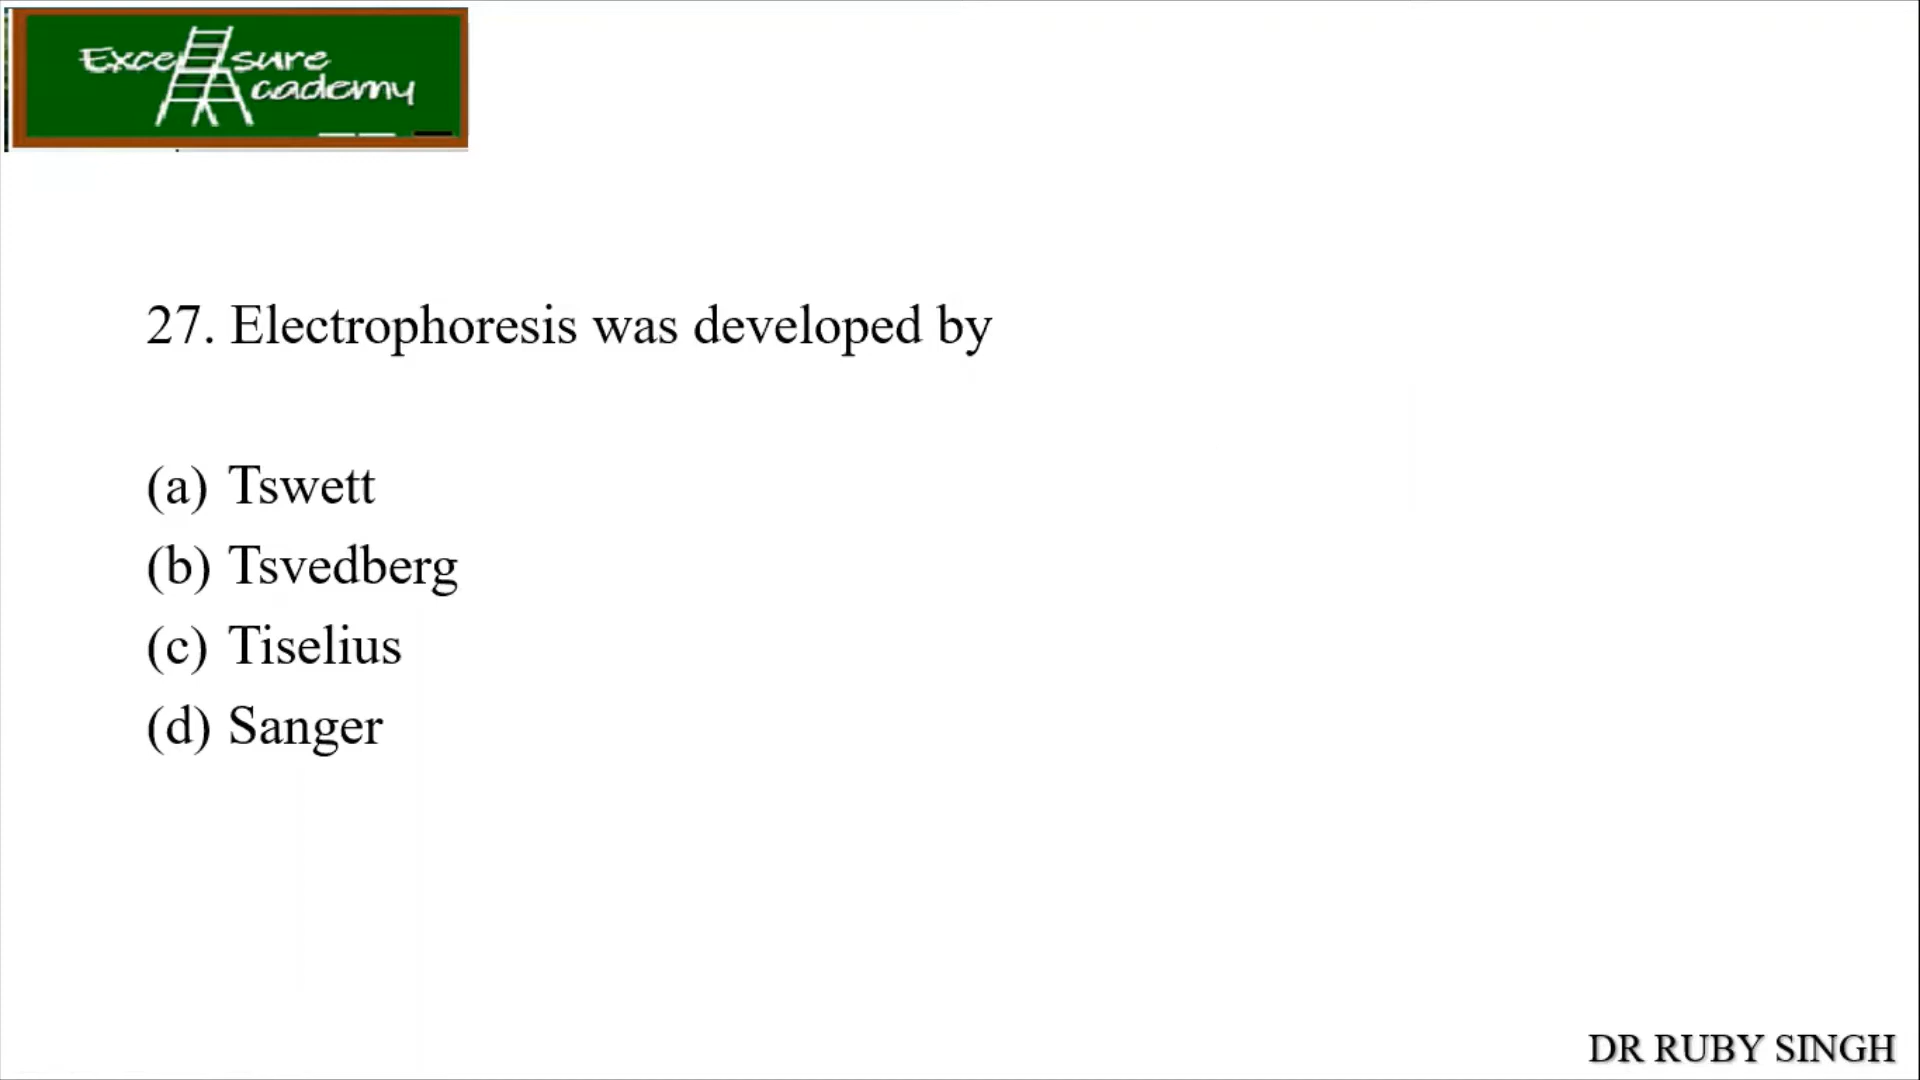 Excel sure
Academy
27. Electrophoresis was developed by
(a) Tswett
(b) Tsvedberg
(c) Tiselius
(d) Sanger
DR RUBY SINGH